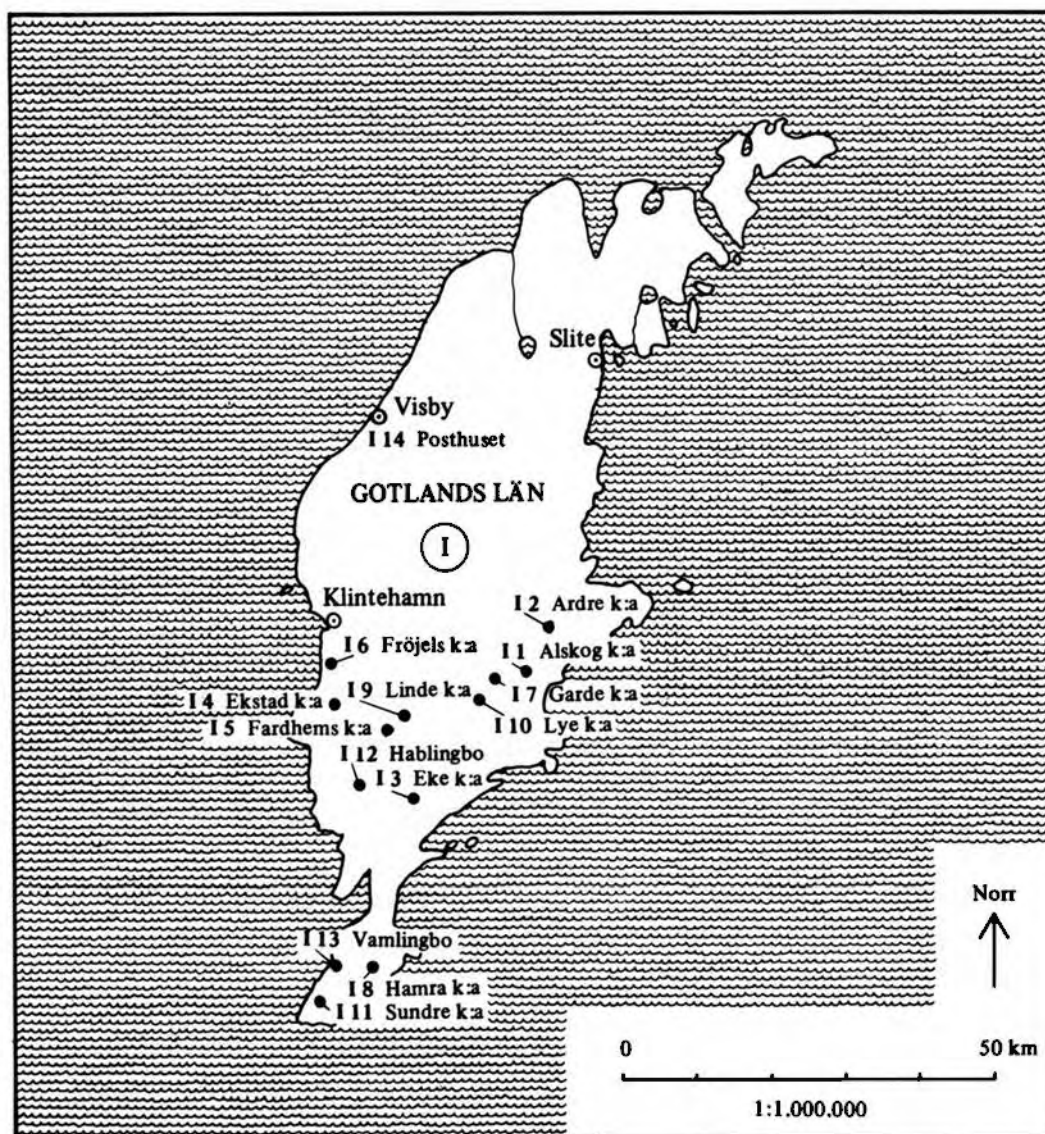 Slite
Visby
I 14 Posthuset
GOTLANDS LÄN
I
Klintehamn
I 2 Ardre k:a
I 6 Fröjels k:a
I 1 Alskog k:a
I 9 Linde k:a
I 7 Garde k:a
I 4 Ekstad k:a
I 5 Fardhems k:a
I 10 Lye k:a
I 12 Hablingbo
I 3 Eke k:a
Norr
I 13 Vamlingbo
I 8 Hamra k:a
I 11 Sundre k:a
0 50 km
1:1.000.000